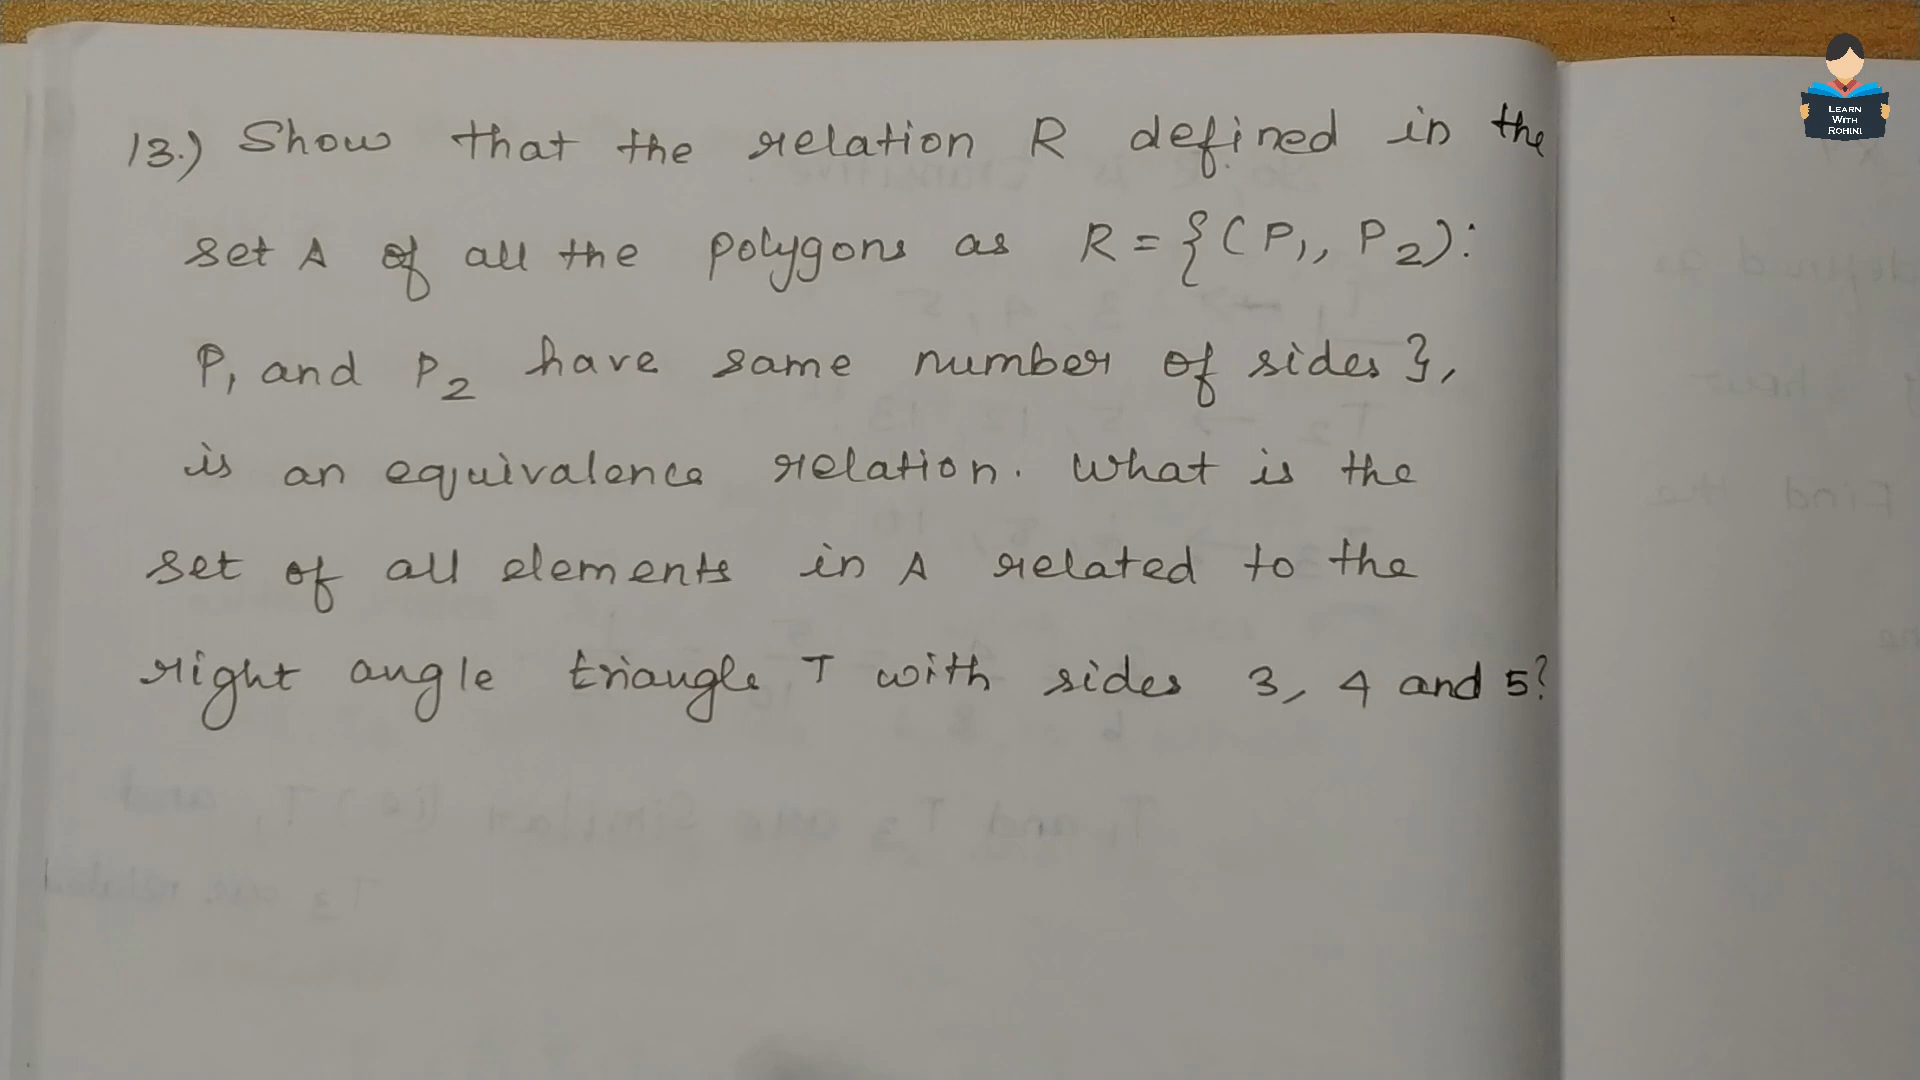 13.) Show that the relation R defined in the
set A of all the polygons as R = {(P1, P2):
P1 and P2 have same number of sides},
is an equivalence relation. What is the
set of all elements in A related to the
right angle triangle T with sides 3, 4 and 5?
LEARN
WITH
ROHINI